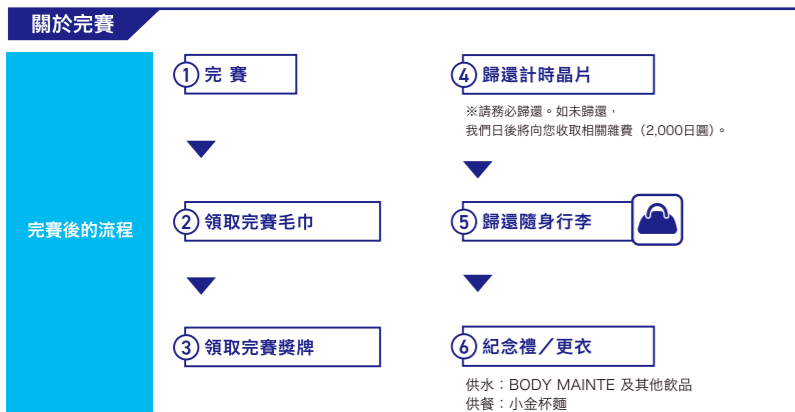 關於完賽
完賽後的流程
① 完 賽
② 領取完賽毛巾
③ 領取完賽獎牌
④ 歸還計時晶片
※請務必歸還。如未歸還，
我們日後將向您收取相關雜費（2,000日圓）。
⑤ 歸還隨身行李
⑥ 紀念禮／更衣
供水：BODY MAINTE 及其他飲品
供餐：小金杯麵